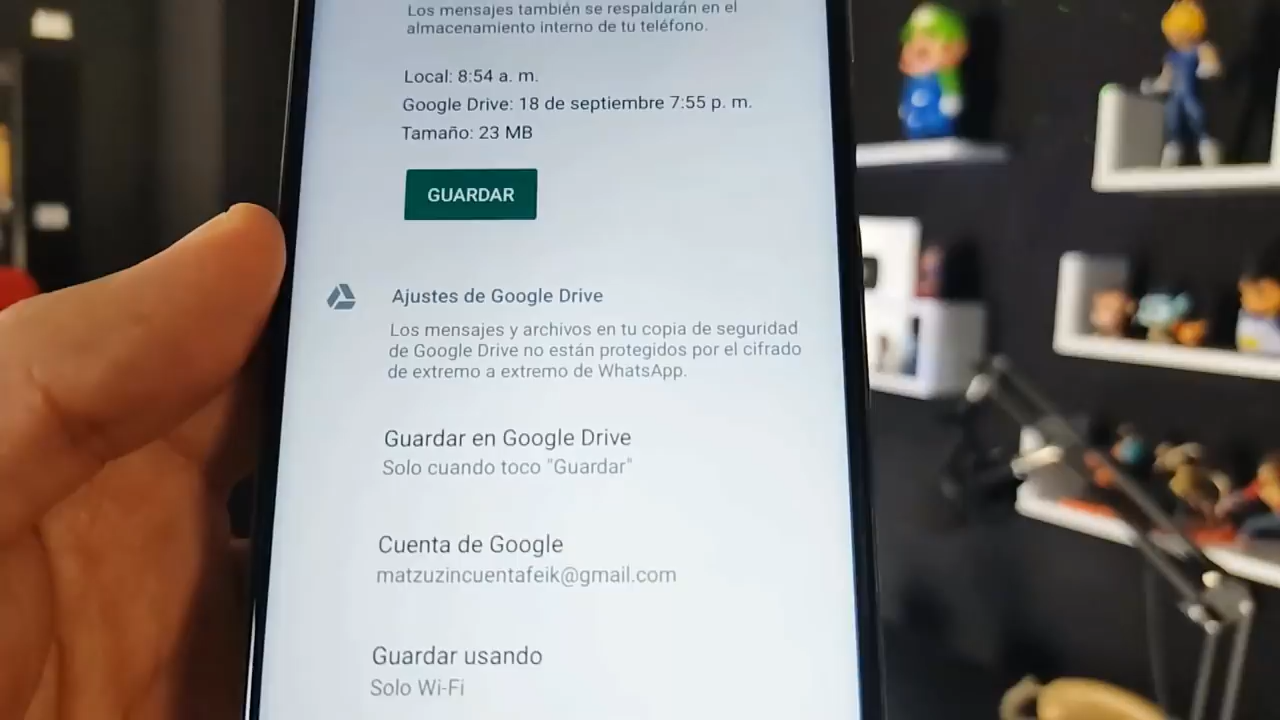 Los mensajes también se respaldarán en el
almacenamiento interno de tu teléfono.
Local: 8:54 a. m.
Google Drive: 18 de septiembre 7:55 p. m.
Tamaño: 23 MB
GUARDAR
Ajustes de Google Drive
Los mensajes y archivos en tu copia de seguridad
de Google Drive no están protegidos por el cifrado
de extremo a extremo de WhatsApp.
Guardar en Google Drive
Solo cuando toco "Guardar"
Cuenta de Google
matzuzincuentafeik@gmail.com
Guardar usando
Solo Wi-Fi